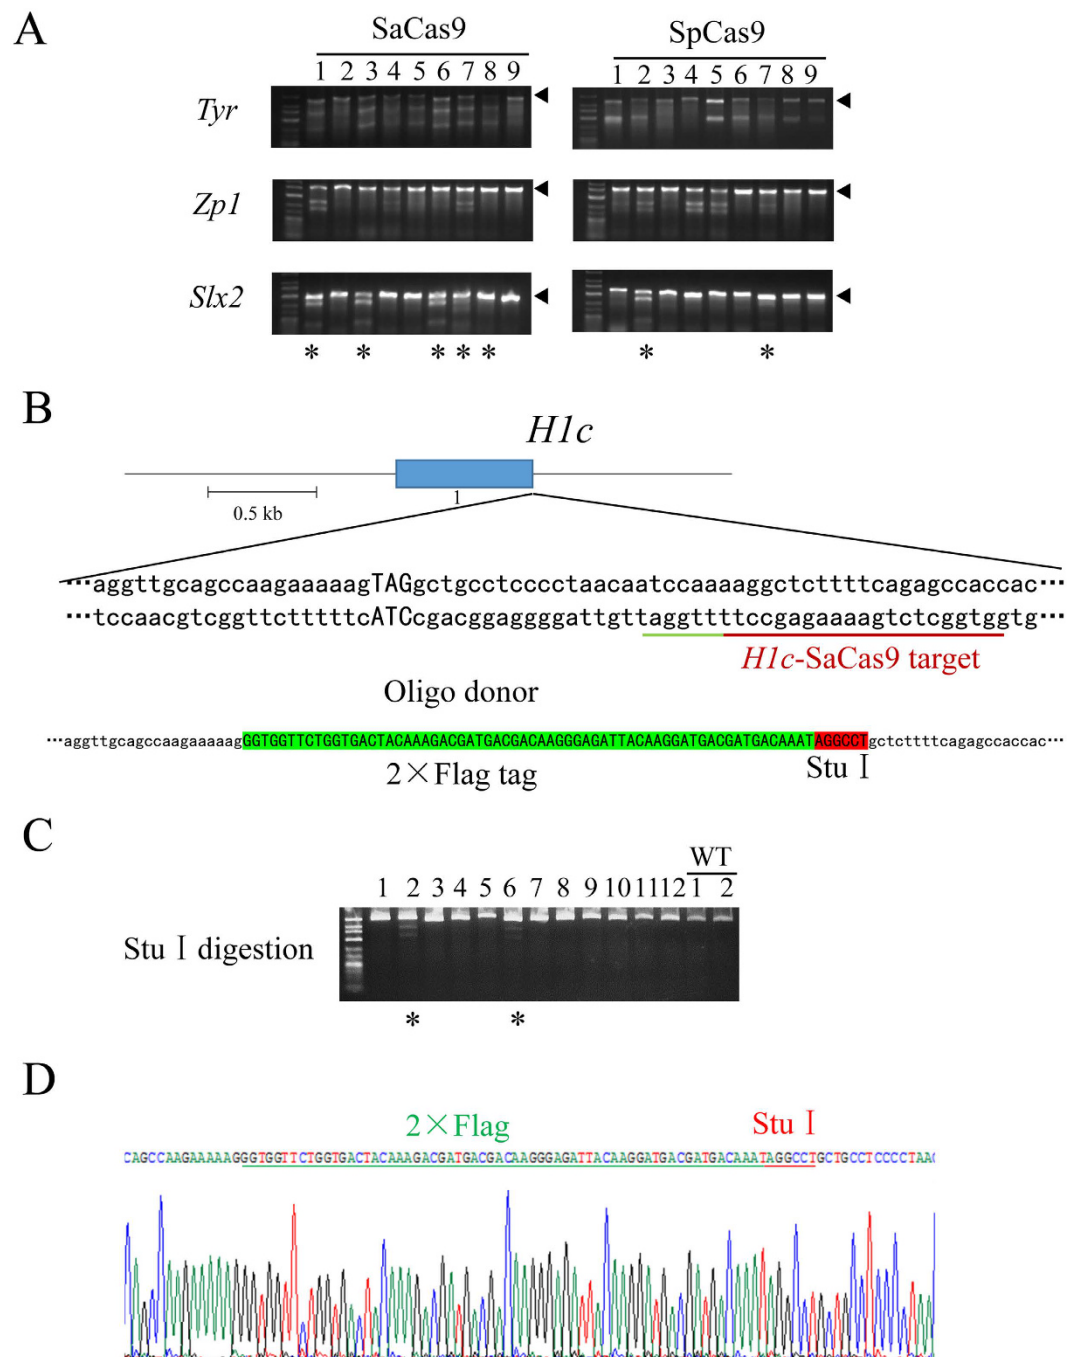 A
SaCas9 SpCas9
1 2 3 4 5 6 7 8 9 1 2 3 4 5 6 7 8 9
Tyr
Zp1
Slx2
* * * * * * *
B
H1c
1
0.5 kb
···aggttgcagccaagaaaaagTAGgctgcctcccctaacaatccaaaaggctcttttcagagccaccac···
···tccaacgtcggttctttttcATCcgacggaggggattgttaggttttccgagaaaagtctcggtggtg···
H1c-SaCas9 target
Oligo donor
···aggttgcagccaagaaaaagGGTGGTTCTGGTGACTACAAAGACGATGACGACAAGGGAGATTACAAGGATGACGATGACAAATAGGCCTgctcttttcagagccaccac···
2×Flag tag Stu Ⅰ
C
WT
1 2 3 4 5 6 7 8 9 10 11 12 1 2
Stu Ⅰ digestion
* *
D
2×Flag Stu Ⅰ
CAGCCAAGAAAAAGGGTGGTTCTGGTGACTACAAAGACGATGACGACAAGGGAGATTACAAGGATGACGATGACAAATAGGCCTGCTGCCTCCCCTAA